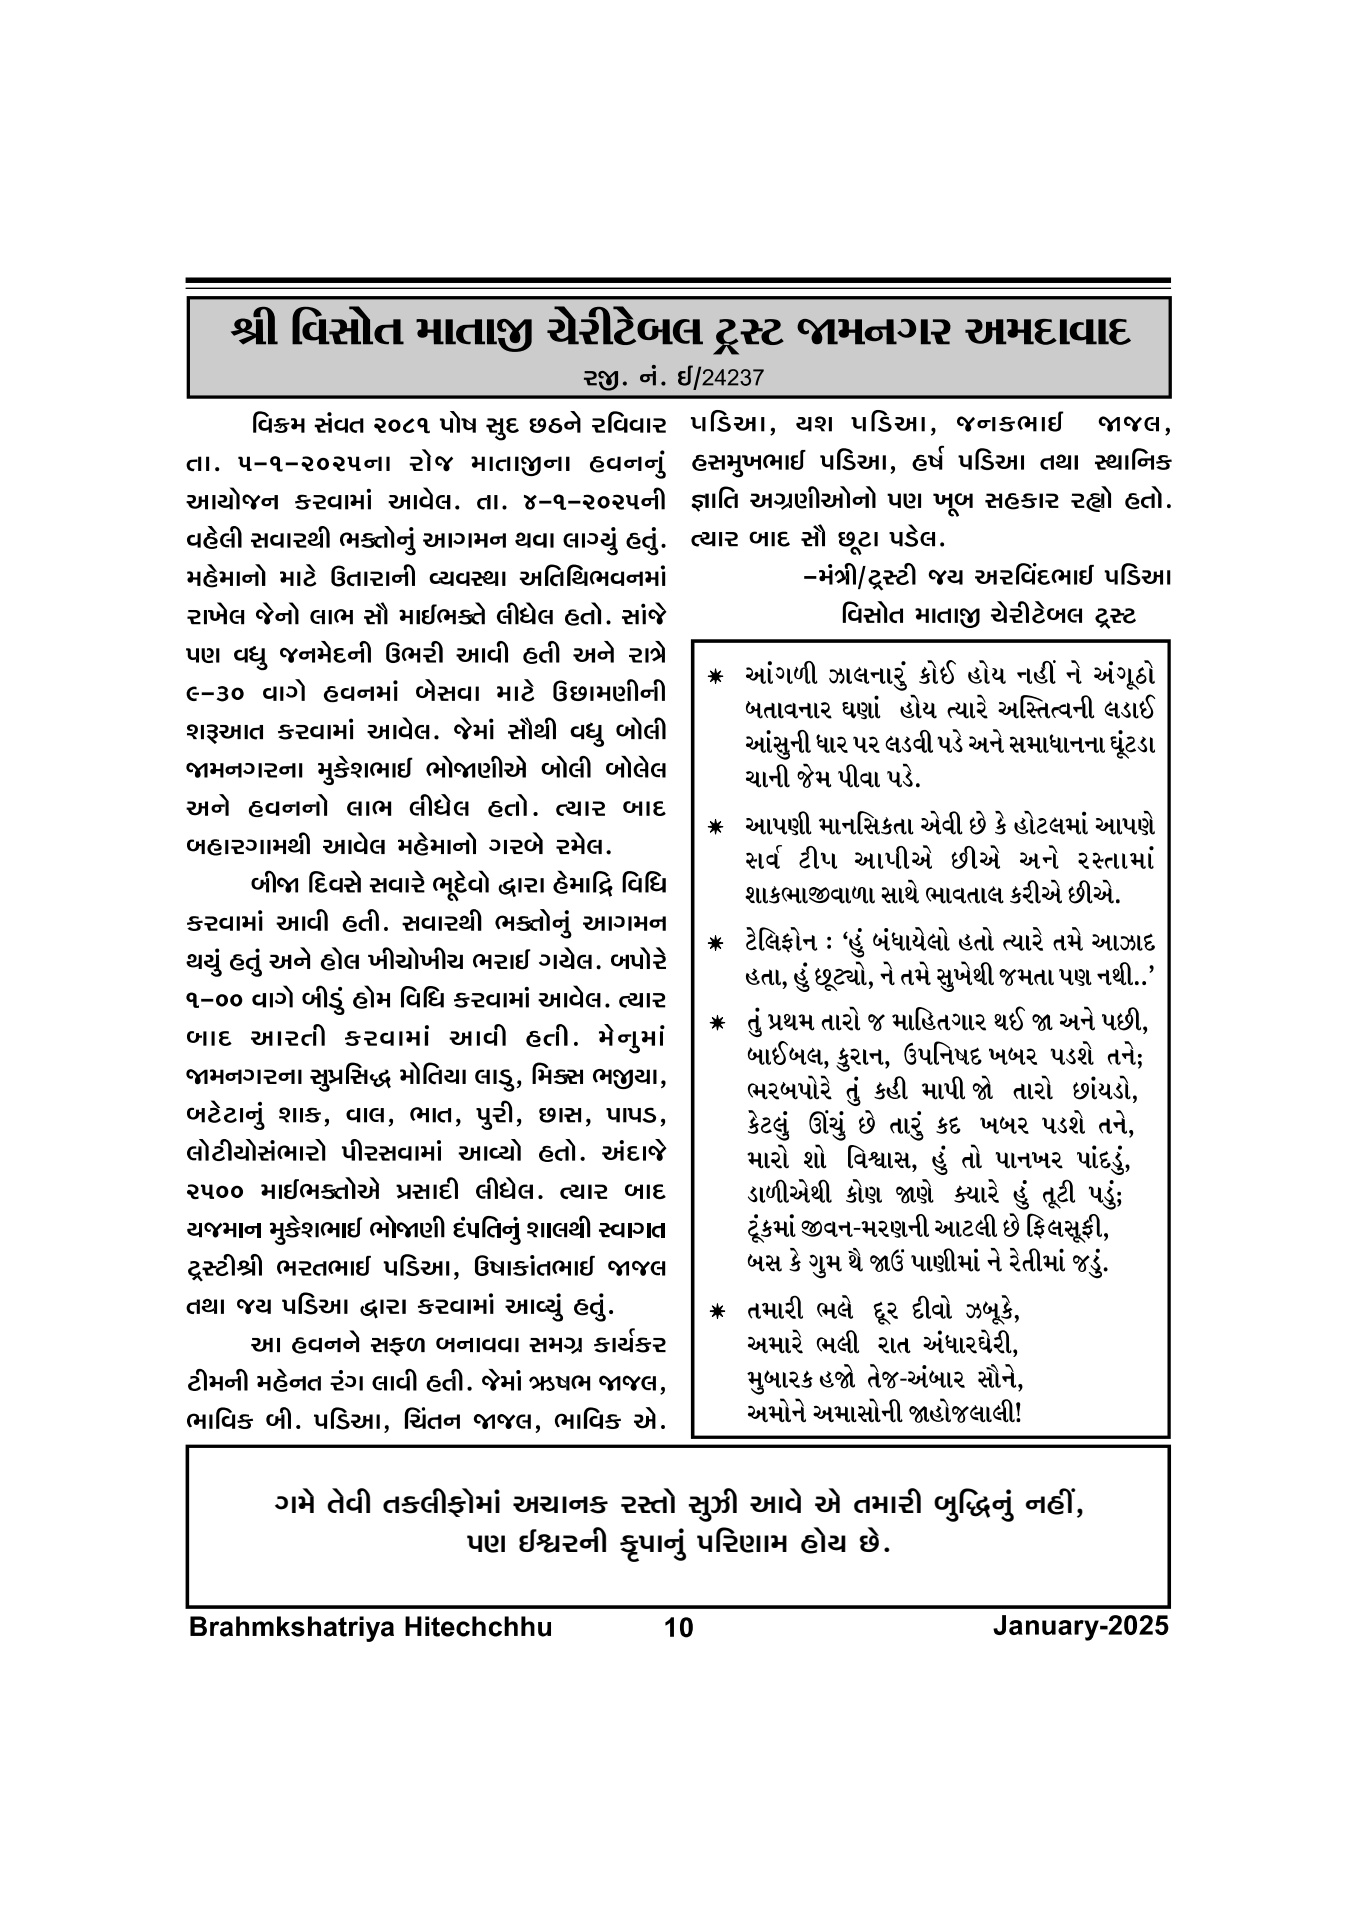 શ્રી વિસોત માતાજી ચેરીટેબલ ટ્રસ્ટ જામનગર અમદાવાદ
રજી. નં. ઈ/24237
વિક્રમ સંવત ૨૦૮૧ પોષ સુદ છઠને રવિવાર
તા. ૫-૧-૨૦૨૫ના રોજ માતાજીના હવનનું
આયોજન કરવામાં આવેલ. તા. ૪-૧-૨૦૨૫ની
વહેલી સવારથી ભક્તોનું આગમન થવા લાગ્યું હતું.
મહેમાનો માટે ઉતારાની વ્યવસ્થા અતિથિભવનમાં
રાખેલ જેનો લાભ સૌ માઈભક્તે લીધેલ હતો. સાંજે
પણ વધુ જનમેદની ઉભરી આવી હતી અને રાત્રે
૯-૩૦ વાગે હવનમાં બેસવા માટે ઉછામણીની
શરૂઆત કરવામાં આવેલ. જેમાં સૌથી વધુ બોલી
જામનગરના મુકેશભાઈ ભોજાણીએ બોલી બોલેલ
અને હવનનો લાભ લીધેલ હતો. ત્યાર બાદ
બહારગામથી આવેલ મહેમાનો ગરબે રમેલ.
બીજા દિવસે સવારે ભૂદેવો દ્વારા હેમાદ્રિ વિધિ
કરવામાં આવી હતી. સવારથી ભક્તોનું આગમન
થયું હતું અને હોલ ખીચોખીચ ભરાઈ ગયેલ. બપોરે
૧-૦૦ વાગે બીડું હોમ વિધિ કરવામાં આવેલ. ત્યાર
બાદ આરતી કરવામાં આવી હતી. મેનુમાં
જામનગરના સુપ્રસિદ્ધ મોતિયા લાડુ, મિક્સ ભજીયા,
બટેટાનું શાક, વાલ, ભાત, પુરી, છાસ, પાપડ,
લોટીયોસંભારો પીરસવામાં આવ્યો હતો. અંદાજે
૨૫૦૦ માઈભક્તોએ પ્રસાદી લીધેલ. ત્યાર બાદ
યજમાન મુકેશભાઈ ભોજાણી દંપતિનું શાલથી સ્વાગત
ટ્રસ્ટીશ્રી ભરતભાઈ પડિઆ, ઉષાકાંતભાઈ જાજલ
તથા જય પડિઆ દ્વારા કરવામાં આવ્યું હતું.
આ હવનને સફળ બનાવવા સમગ્ર કાર્યકર
ટીમની મહેનત રંગ લાવી હતી. જેમાં ઋષભ જાજલ,
ભાવિક બી. પડિઆ, ચિંતન જાજલ, ભાવિક એ.
પડિઆ, યશ પડિઆ, જનકભાઈ જાજલ,
હસમુખભાઈ પડિઆ, હર્ષ પડિઆ તથા સ્થાનિક
જ્ઞાતિ અગ્રણીઓનો પણ ખૂબ સહકાર રહ્યો હતો.
ત્યાર બાદ સૌ છૂટા પડેલ.
-મંત્રી/ટ્રસ્ટી જય અરવિંદભાઈ પડિઆ
વિસોત માતાજી ચેરીટેબલ ટ્રસ્ટ
✷ આંગળી ઝાલનારું કોઈ હોય નહીં ને અંગૂઠો
બતાવનાર ઘણાં હોય ત્યારે અસ્તિત્વની લડાઈ
આંસુની ધાર પર લડવી પડે અને સમાધાનના ઘૂંટડા
ચાની જેમ પીવા પડે.
✷ આપણી માનસિકતા એવી છે કે હોટલમાં આપણે
સર્વ ટીપ આપીએ છીએ અને રસ્તામાં
શાકભાજીવાળા સાથે ભાવતાલ કરીએ છીએ.
✷ ટેલિફોન : ‘હું બંધાયેલો હતો ત્યારે તમે આઝાદ
હતા, હું છૂટ્યો, ને તમે સુખેથી જમતા પણ નથી..’
✷ તું પ્રથમ તારો જ માહિતગાર થઈ જા અને પછી,
બાઈબલ, કુરાન, ઉપનિષદ ખબર પડશે તને;
ભરબપોરે તું કહી માપી જો તારો છાંયડો,
કેટલું ઊંચું છે તારું કદ ખબર પડશે તને,
મારો શો વિશ્વાસ, હું તો પાનખર પાંદડું,
ડાળીએથી કોણ જાણે ક્યારે હું તૂટી પડું;
ટૂંકમાં જીવન-મરણની આટલી છે ફિલસૂફી,
બસ કે ગુમ થૈ જાઉં પાણીમાં ને રેતીમાં જડું.
✷ તમારી ભલે દૂર દીવો ઝબૂકે,
અમારે ભલી રાત અંધારઘેરી,
મુબારક હજો તેજ-અંબાર સૌને,
અમોને અમાસોની જાહોજલાલી!
ગમે તેવી તકલીફોમાં અચાનક રસ્તો સુઝી આવે એ તમારી બુદ્ધિનું નહીં,
પણ ઈશ્વરની કૃપાનું પરિણામ હોય છે.
Brahmkshatriya Hitechchhu 10 January-2025